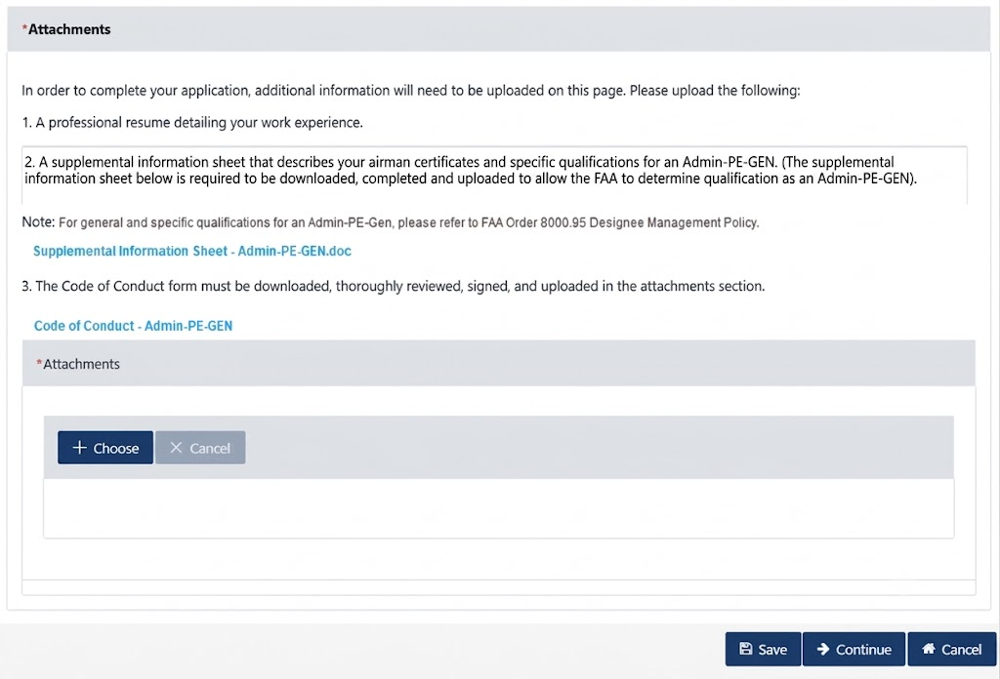 *Attachments
In order to complete your application, additional information will need to be uploaded on this page. Please upload the following:
1. A professional resume detailing your work experience.
2. A supplemental information sheet that describes your airman certificates and specific qualifications for an Admin-PE-GEN. (The supplemental
information sheet below is required to be downloaded, completed and uploaded to allow the FAA to determine qualification as an Admin-PE-GEN).
Note: For general and specific qualifications for an Admin-PE-Gen, please refer to FAA Order 8000.95 Designee Management Policy.
Supplemental Information Sheet - Admin-PE-GEN.doc
3. The Code of Conduct form must be downloaded, thoroughly reviewed, signed, and uploaded in the attachments section.
Code of Conduct - Admin-PE-GEN
*Attachments
Choose Cancel
Save Continue Cancel